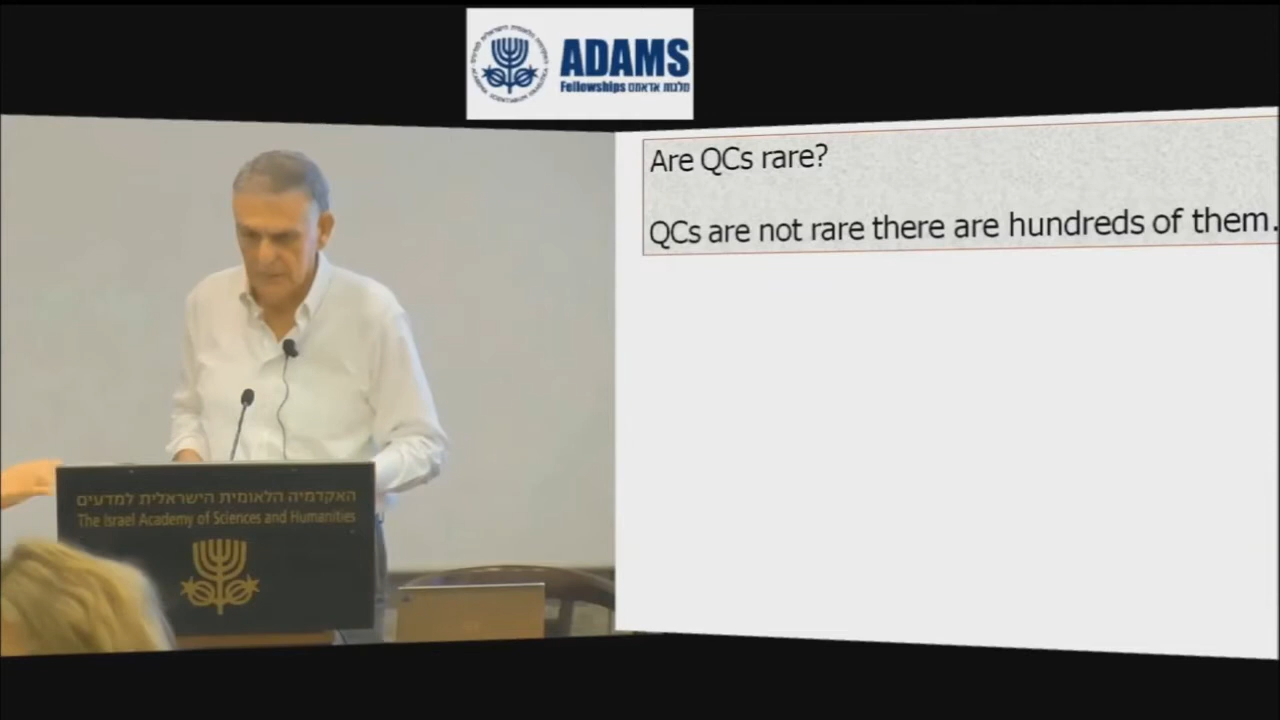 ADAMS
Fellowships מלגות אדאמס
Are QCs rare?
QCs are not rare there are hundreds of them.
האקדמיה הלאומית הישראלית למדעים
The Israel Academy of Sciences and Humanities